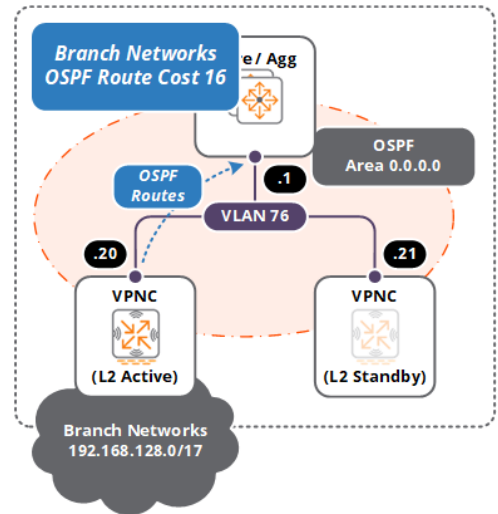 Branch Networks
OSPF Route Cost 16
/ Agg
OSPF
Area 0.0.0.0
OSPF
Routes
.1
VLAN 76
.20
.21
VPNC
(L2 Active)
VPNC
(L2 Standby)
Branch Networks
192.168.128.0/17